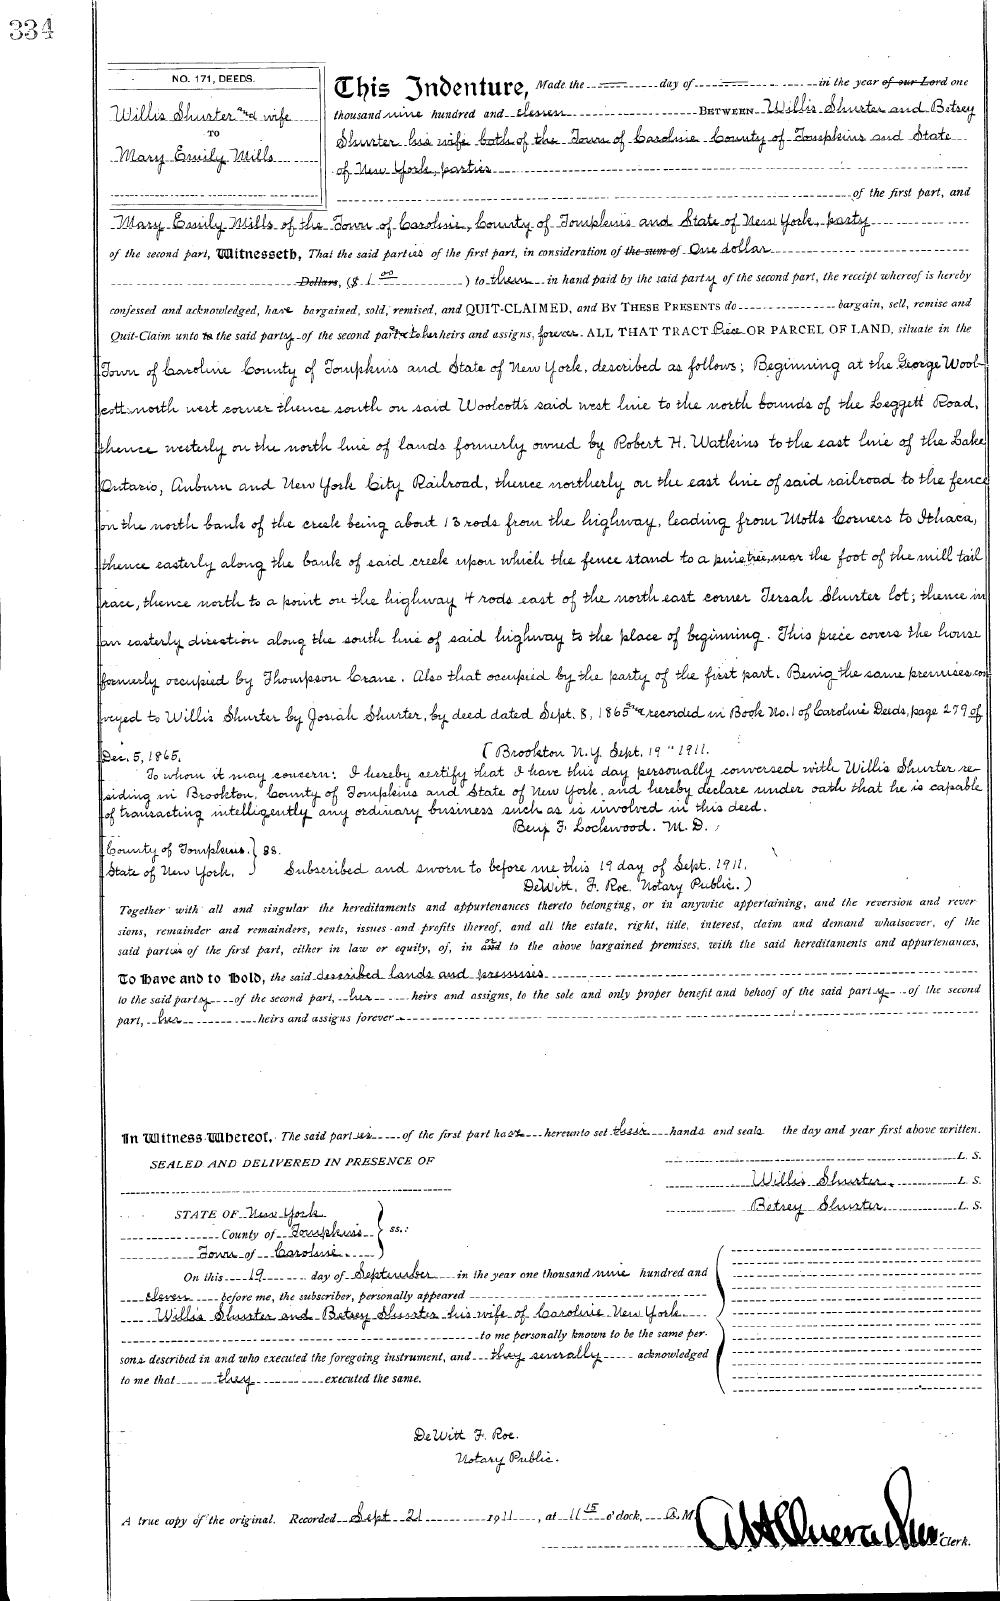 334
NO. 171, DEEDS.
Willis Shurter and wife
TO
Mary Emily Mills
This Indenture, Made the day of in the year of our Lord one
thousand nine hundred and eleven BETWEEN Willis Shurter and Betsey
Shurter his wife both of the Town of Caroline County of Tompkins and State
of New York, parties
of the first part, and
Mary Emily Mills of the Town of Caroline, County of Tompkins and State of New York, party
of the second part, Witnesseth, That the said parties of the first part, in consideration of the sum of One dollar
Dollars, ($ 1 00 ) to them in hand paid by the said party of the second part, the receipt whereof is hereby
confessed and acknowledged, have bargained, sold, remised, and QUIT-CLAIMED, and BY THESE PRESENTS do bargain, sell, remise and
Quit-Claim unto to the said party of the second part, & to her heirs and assigns, forever. ALL THAT TRACT Piece OR PARCEL OF LAND, situate in the
Town of Caroline County of Tompkins and State of New York, described as follows; Beginning at the George Wool-
cott north west corner thence south on said Woolcotts said west line to the north bounds of the Leggett Road,
thence westerly on the north line of lands formerly owned by Robert H. Watkins to the east line of the Lake
Ontario, Auburn and New York City Railroad, thence northerly on the east line of said railroad to the fence
on the north bank of the creek being about 13 rods from the highway, leading from Motts Corners to Ithaca,
thence easterly along the bank of said creek upon which the fence stand to a pine tree, near the foot of the mill tail
race, thence north to a point on the highway 4 rods east of the north east corner Tersah Shurter lot; thence in
an easterly direction along the south line of said highway to the place of beginning. This piece covers the house
formerly occupied by Thompson Crane. Also that occupied by the party of the first part. Being the same premises con
veyed to Willis Shurter by Josiah Shurter, by deed dated Sept. 8, 1865 and recorded in Book No. 1 of Caroline Deeds, page 279 of
Dec. 5, 1865. ( Brookton N.Y. Sept. 19" 1911.
To whom it may concern: I hereby certify that I have this day personally conversed with Willis Shurter re-
siding in Brookton, County of Tompkins and State of New York, and hereby declare under oath that he is capable
of transacting intelligently any ordinary business such as is involved in this deed.
Benj F. Lockwood. M. D.
County of Tompkins. } ss.
State of New York. Subscribed and sworn to before me this 19 day of Sept. 1911.
DeWitt. F. Roe, Notary Public. )
Together with all and singular the hereditaments and appurtenances thereto belonging, or in anywise appertaining, and the reversion and rever
sions, remainder and remainders, rents, issues and profits thereof, and all the estate, right, title, interest, claim and demand whatsoever, of the
said parties of the first part, either in law or equity, of, in and to the above bargained premises, with the said hereditaments and appurtenances,
To Have and to Hold, the said described lands and premises
to the said party of the second part, her heirs and assigns, to the sole and only proper benefit and behoof of the said party of the second
part, her heirs and assigns forever
In Witness Whereof, The said parties of the first part have hereunto set their hands and seals the day and year first above written.
SEALED AND DELIVERED IN PRESENCE OF
L. S.
Willis Shurter. L. S.
Betsey Shurter. L. S.
STATE OF New York
County of Tompkins } ss.:
Town of Caroline.
On this 19 day of September in the year one thousand nine hundred and
eleven before me, the subscriber, personally appeared
Willis Shurter and Betsey Shurter his wife of Caroline New York
to me personally known to be the same per-
sons described in and who executed the foregoing instrument, and they severally acknowledged
to me that they executed the same.
DeWitt F. Roe.
Notary Public.
A true copy of the original. Recorded Sept 21 1911, at 11 15 o'clock, A. M.
Clerk.